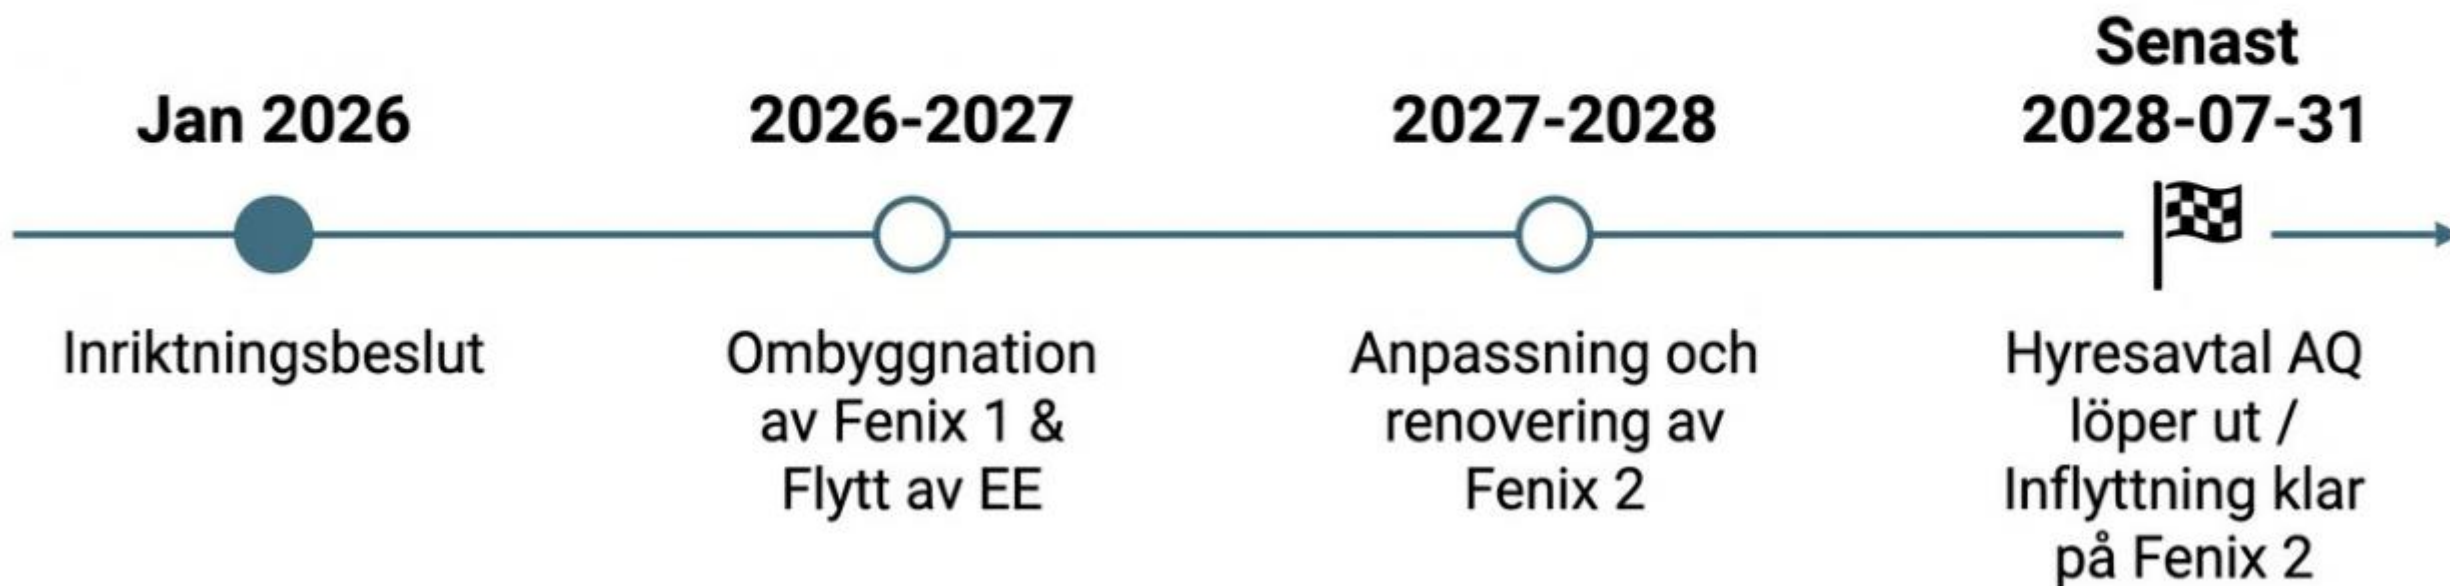 Jan 2026
Inriktningsbeslut
2026-2027
Ombyggnation
av Fenix 1 &
Flytt av EE
2027-2028
Anpassning och
renovering av
Fenix 2
Senast
2028-07-31
Hyresavtal AQ
löper ut /
Inflyttning klar
på Fenix 2